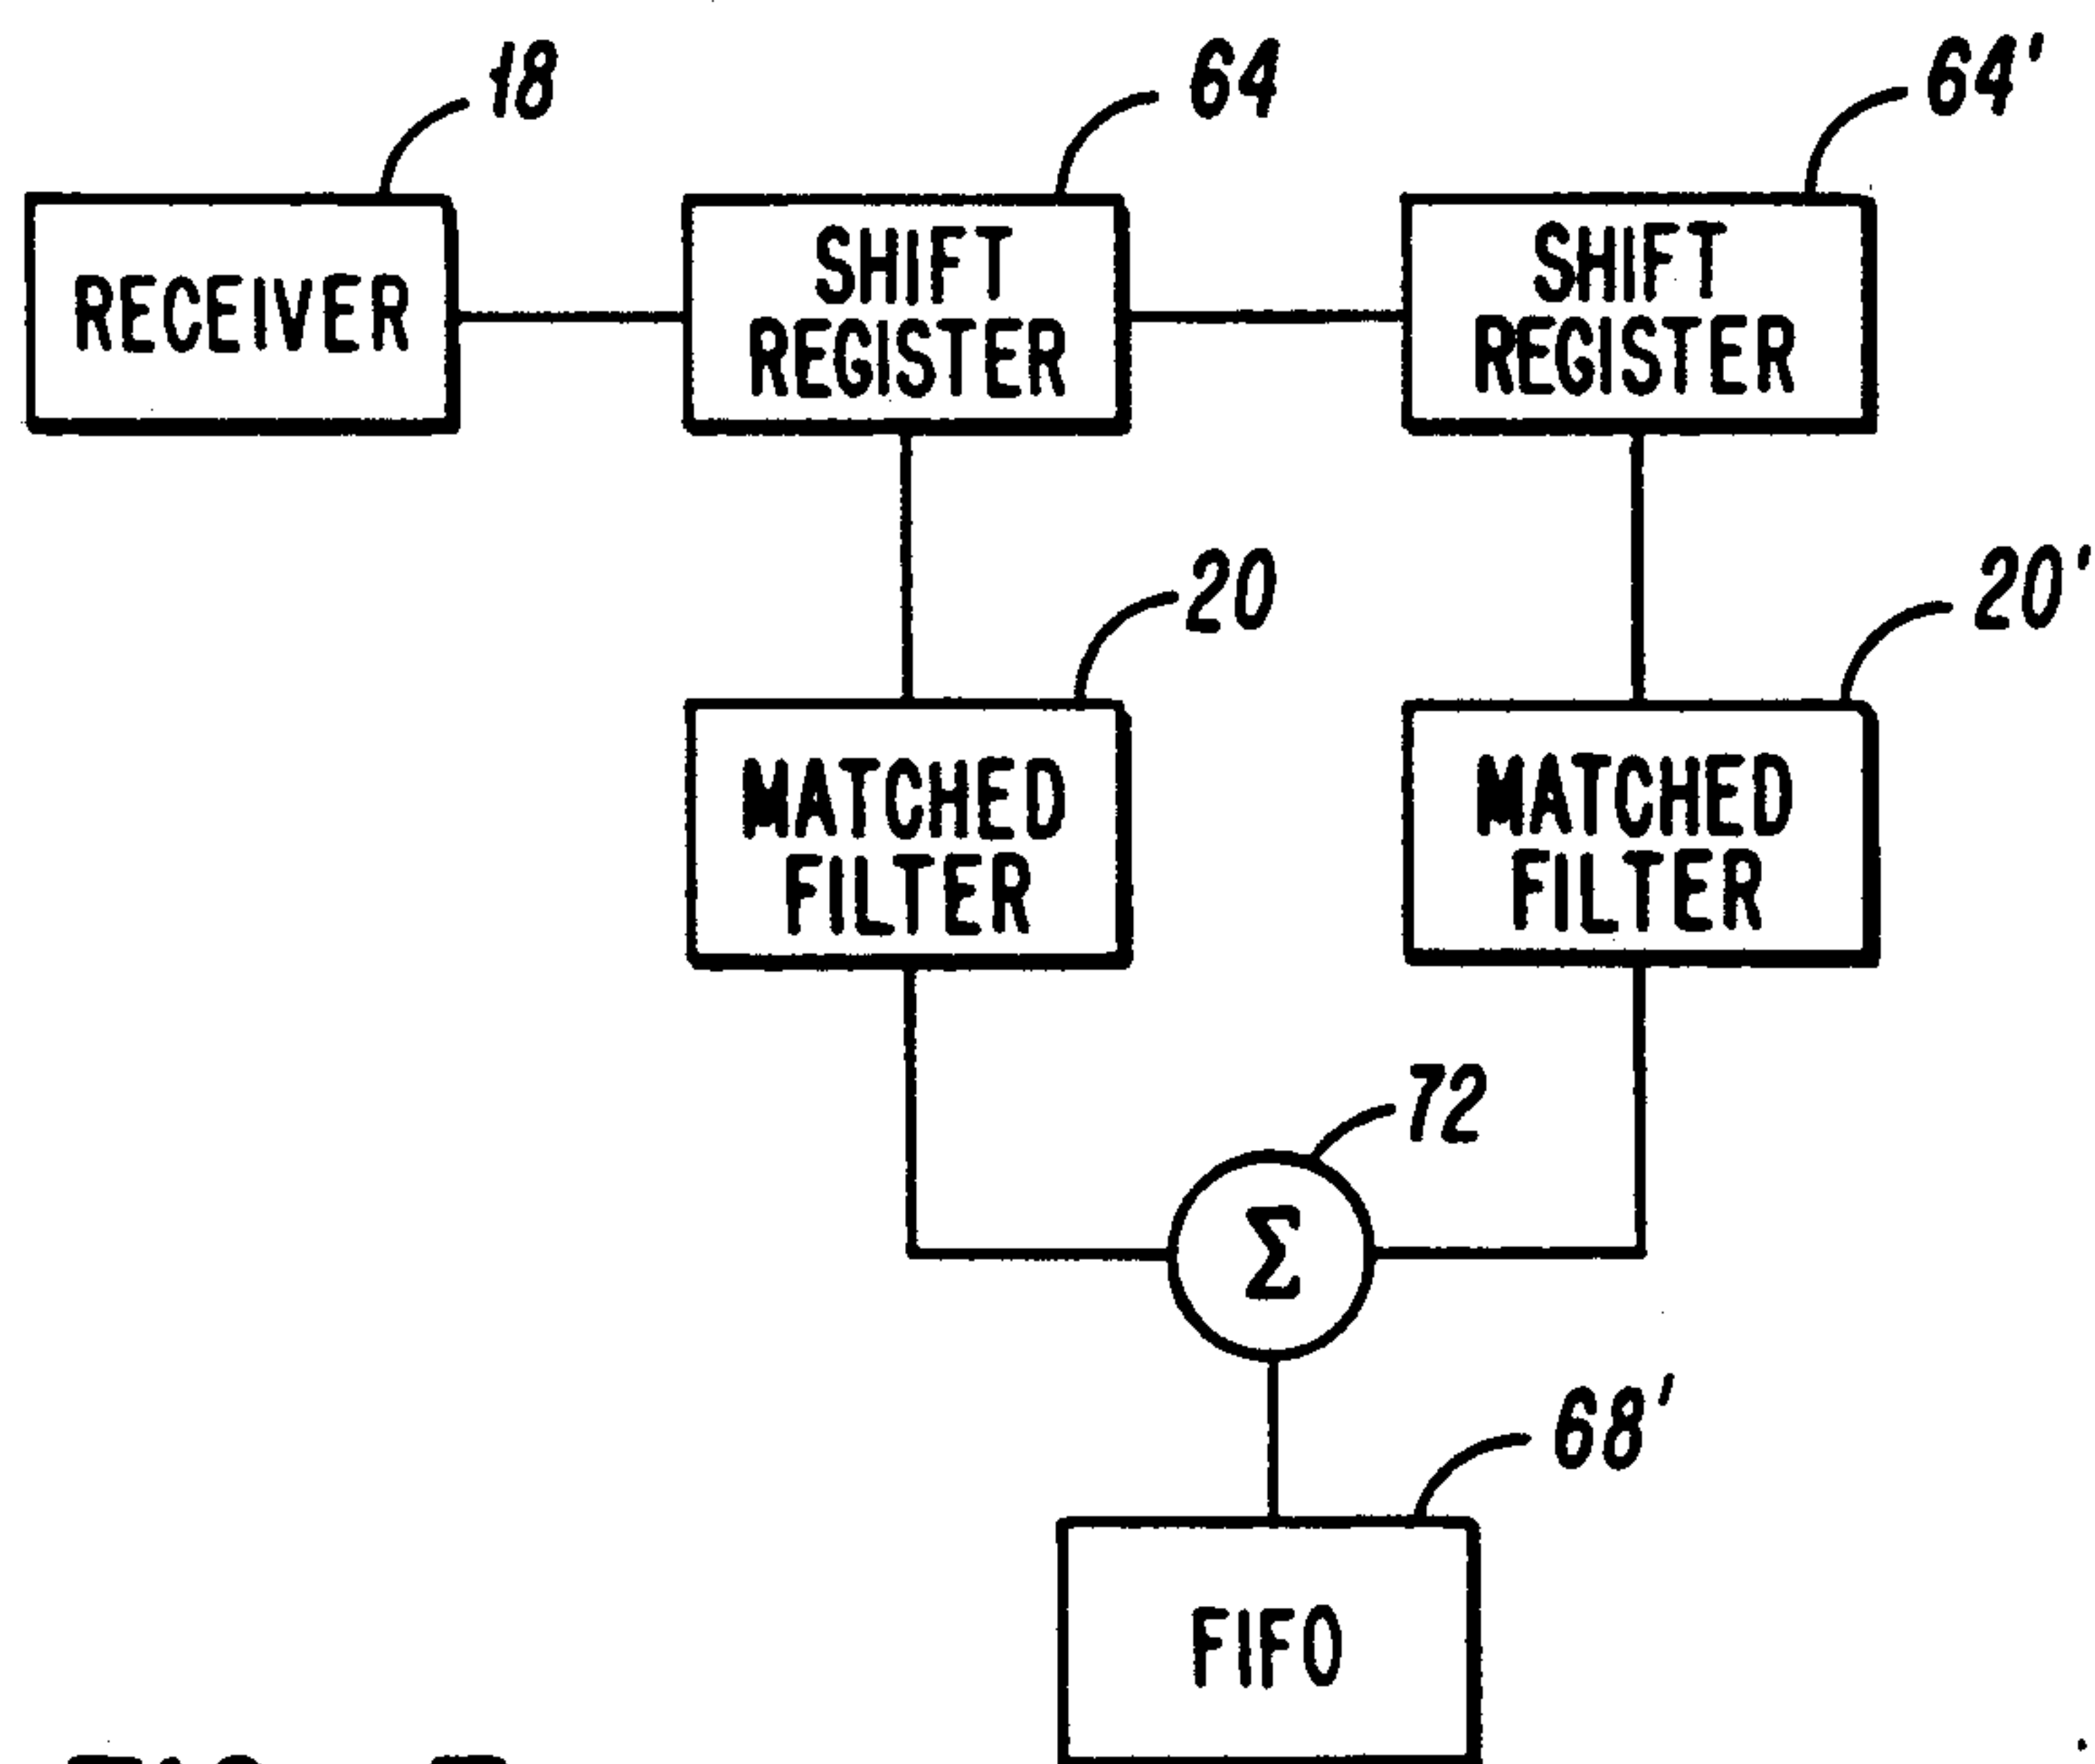 18
64
64'
RECEIVER
SHIFT
REGISTER
SHIFT
REGISTER
20
20'
MATCHED
FILTER
MATCHED
FILTER
72
Σ
68'
FIFO